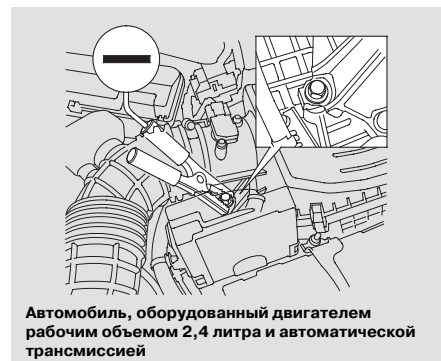 Автомобиль, оборудованный двигателем
рабочим объемом 2,4 литра и автоматической
трансмиссией